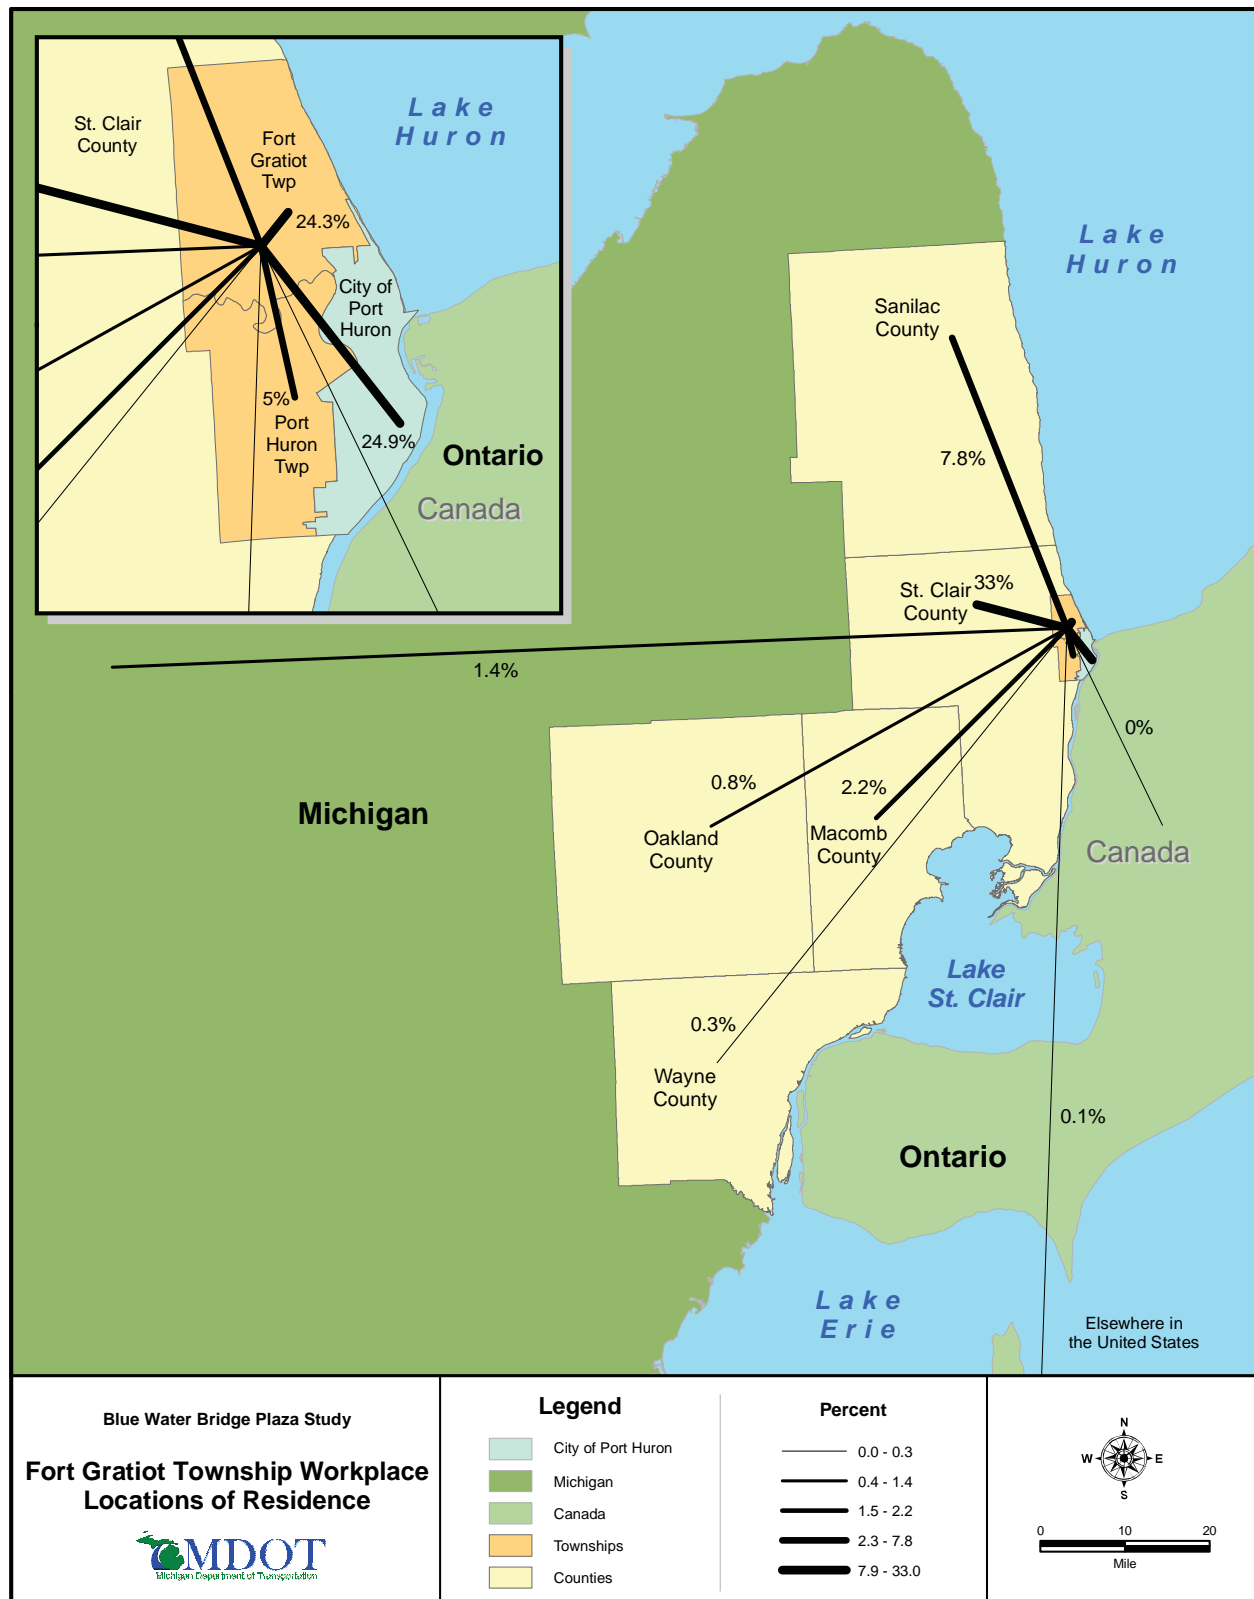 St. Clair
County
Fort
Gratiot
Twp
24.3%
City of
Port
Huron
5%
Port
Huron
Twp
24.9%
Lake
Huron
Ontario
Canada
Lake
Huron
Sanilac
County
7.8%
St. Clair
County
33%
1.4%
0%
Michigan
0.8%
Oakland
County
2.2%
Macomb
County
Canada
Lake
St. Clair
0.3%
Wayne
County
0.1%
Ontario
Lake
Erie
Elsewhere in
the United States
Blue Water Bridge Plaza Study
Fort Gratiot Township Workplace
Locations of Residence
MDOT
Michigan Department of Transportation
Legend
City of Port Huron
Michigan
Canada
Townships
Counties
Percent
0.0 - 0.3
0.4 - 1.4
1.5 - 2.2
2.3 - 7.8
7.9 - 33.0
N
W E
S
0 10 20
Mile